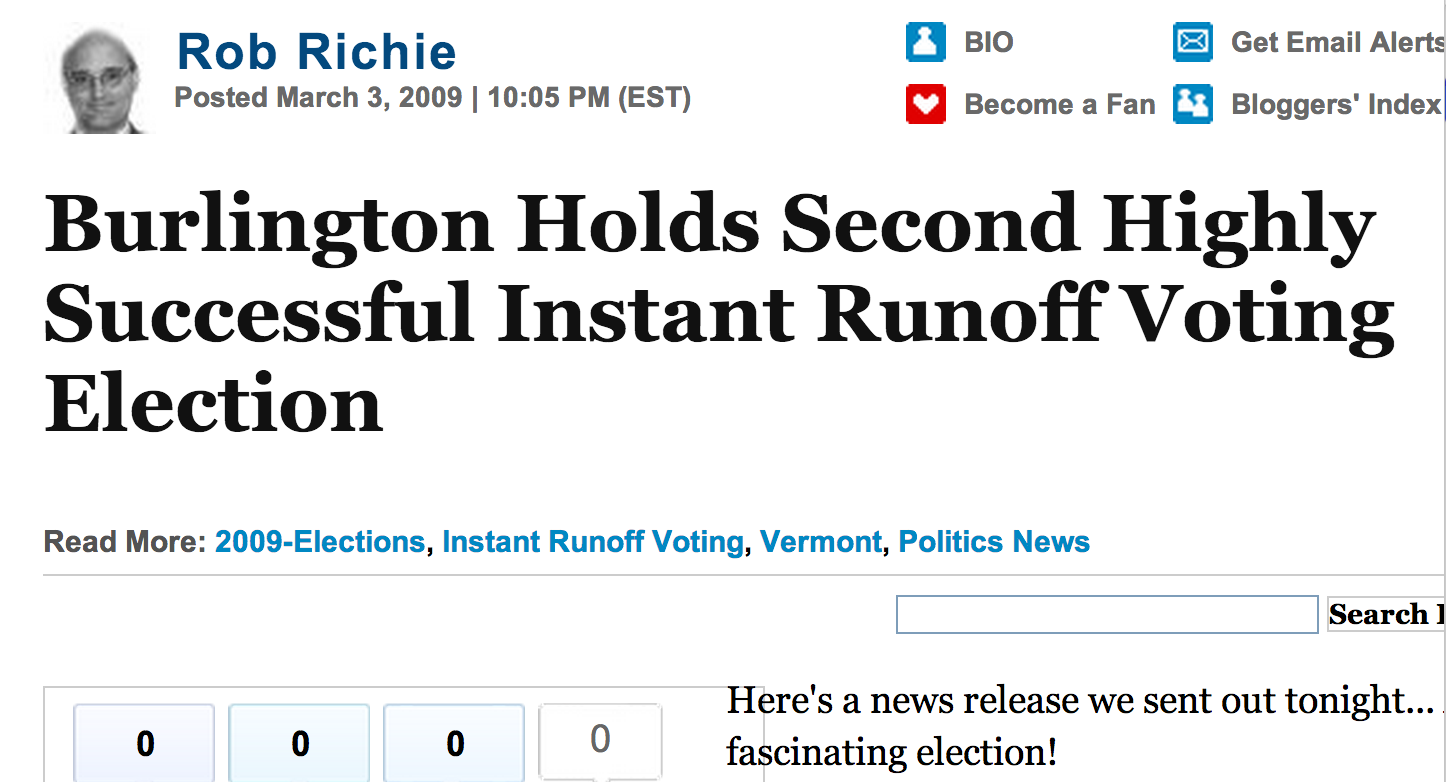 Rob Richie
Posted March 3, 2009 | 10:05 PM (EST)
BIO
Get Email Alerts
Become a Fan
Bloggers' Index
Burlington Holds Second Highly
Successful Instant Runoff Voting
Election
Read More: 2009-Elections, Instant Runoff Voting, Vermont, Politics News
Search
0 0 0 0
Here's a news release we sent out tonight...
fascinating election!